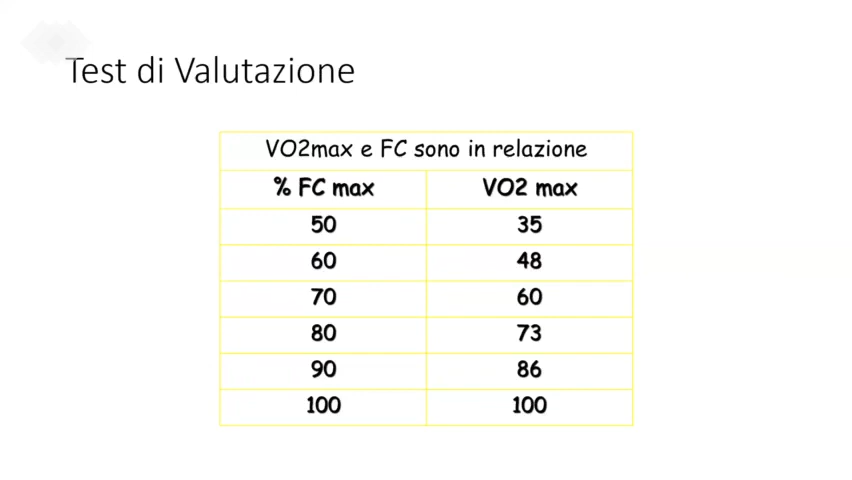 Test di Valutazione
VO2max e FC sono in relazione
% FC max VO2 max
50 35
60 48
70 60
80 73
90 86
100 100